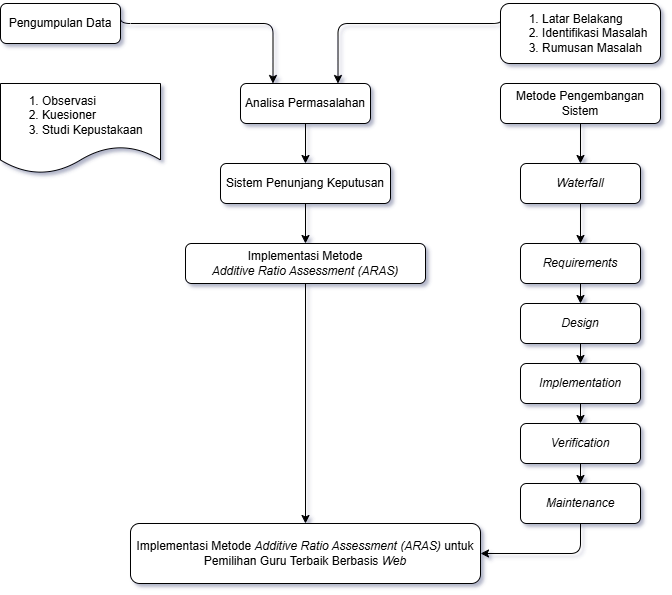 Pengumpulan Data
1. Latar Belakang
2. Identifikasi Masalah
3. Rumusan Masalah
1. Observasi
2. Kuesioner
3. Studi Kepustakaan
Analisa Permasalahan
Metode Pengembangan
Sistem
Sistem Penunjang Keputusan
Waterfall
Implementasi Metode
Additive Ratio Assessment (ARAS)
Requirements
Design
Implementation
Verification
Maintenance
Implementasi Metode Additive Ratio Assessment (ARAS) untuk
Pemilihan Guru Terbaik Berbasis Web